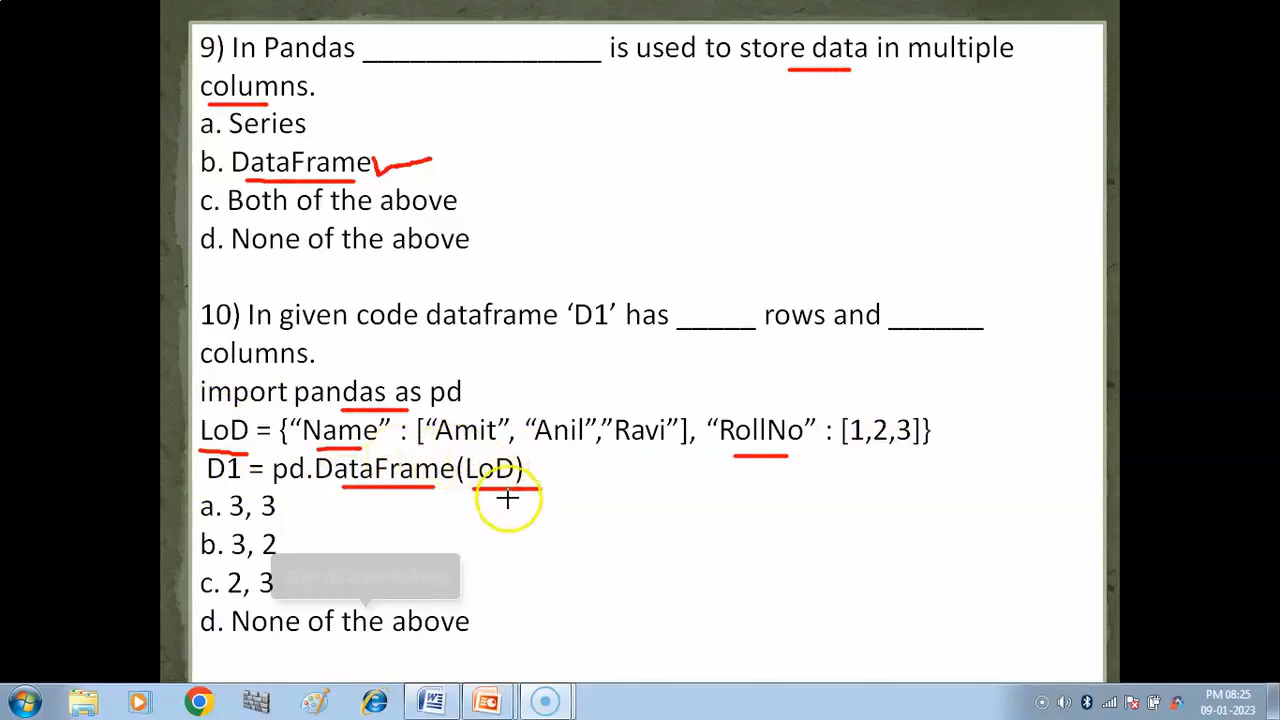 9) In Pandas _______________ is used to store data in multiple
columns.
a. Series
b. DataFrame
c. Both of the above
d. None of the above
10) In given code dataframe ‘D1’ has _____ rows and ______
columns.
import pandas as pd
LoD = {“Name” : [“Amit”, “Anil”,”Ravi”], “RollNo” : [1,2,3]}
D1 = pd.DataFrame(LoD)
a. 3, 3
b. 3, 2
c. 2, 3
d. None of the above
PM 08:25
09-01-2023